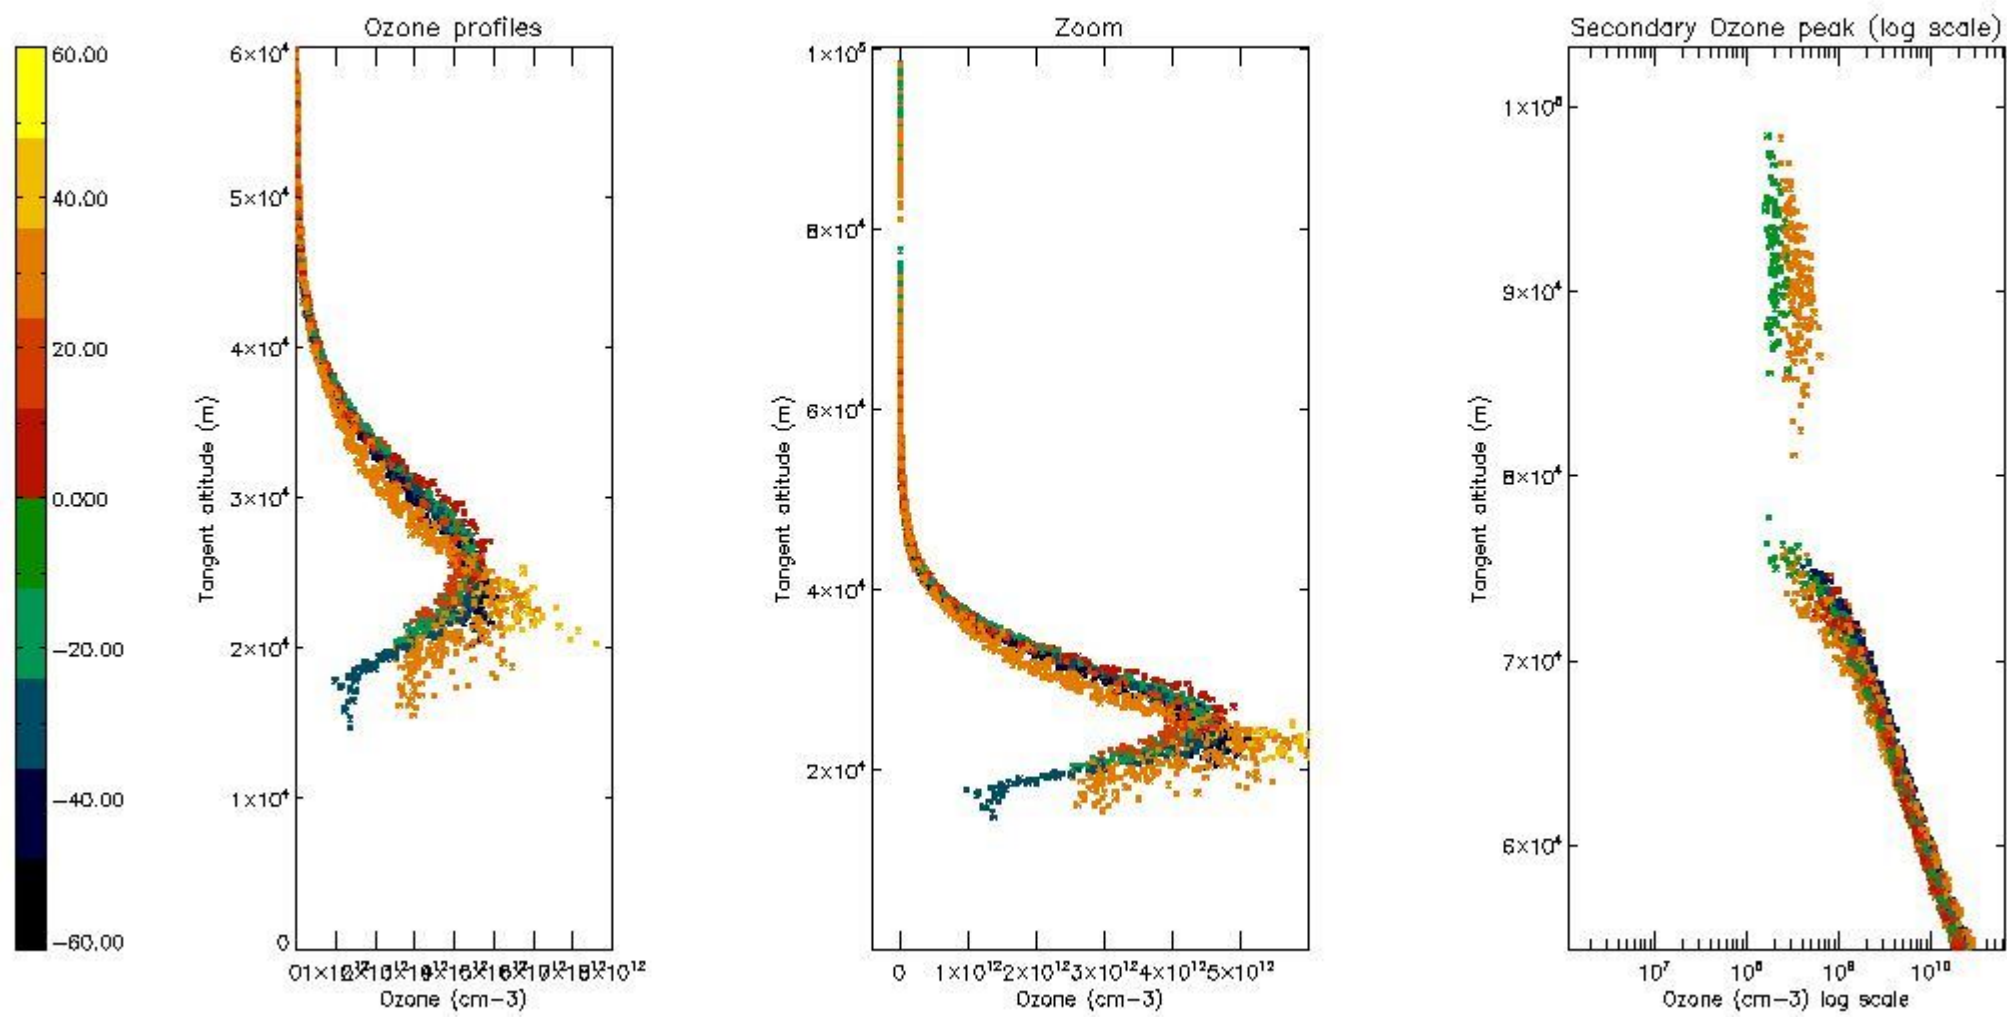 Ozone profiles
Zoom
Secondary Ozone peak (log scale)
60.00
40.00
20.00
0.000
−20.00
−40.00
−60.00
6×10⁴
5×10⁴
4×10⁴
3×10⁴
2×10⁴
1×10⁴
0
Tangent altitude (m)
Ozone (cm−3)
1×10⁵
8×10⁴
6×10⁴
4×10⁴
2×10⁴
Tangent altitude (m)
0 1×10¹² 2×10¹² 3×10¹² 4×10¹² 5×10¹²
Ozone (cm−3)
9×10⁴
8×10⁴
7×10⁴
6×10⁴
Tangent altitude (m)
10⁷ 10⁸ 10⁹ 10¹⁰
Ozone (cm−3) log scale